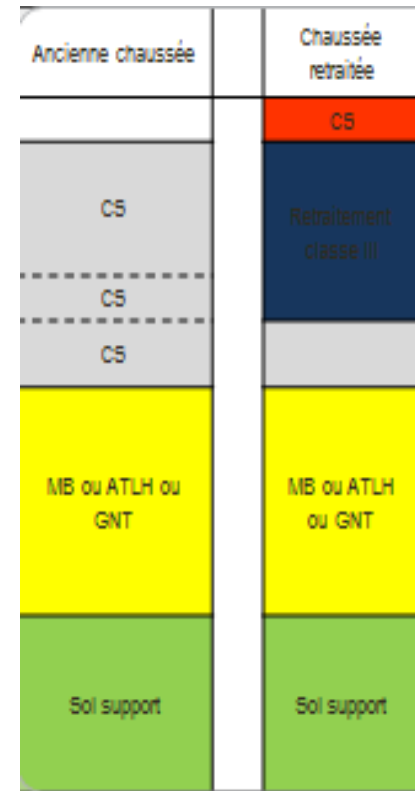 Ancienne chaussée
Chaussée
retraitée
CS
CS
CS
CS
Retraitement
classe III
MB ou ATLH ou
GNT
MB ou ATLH
ou GNT
Sol support
Sol support